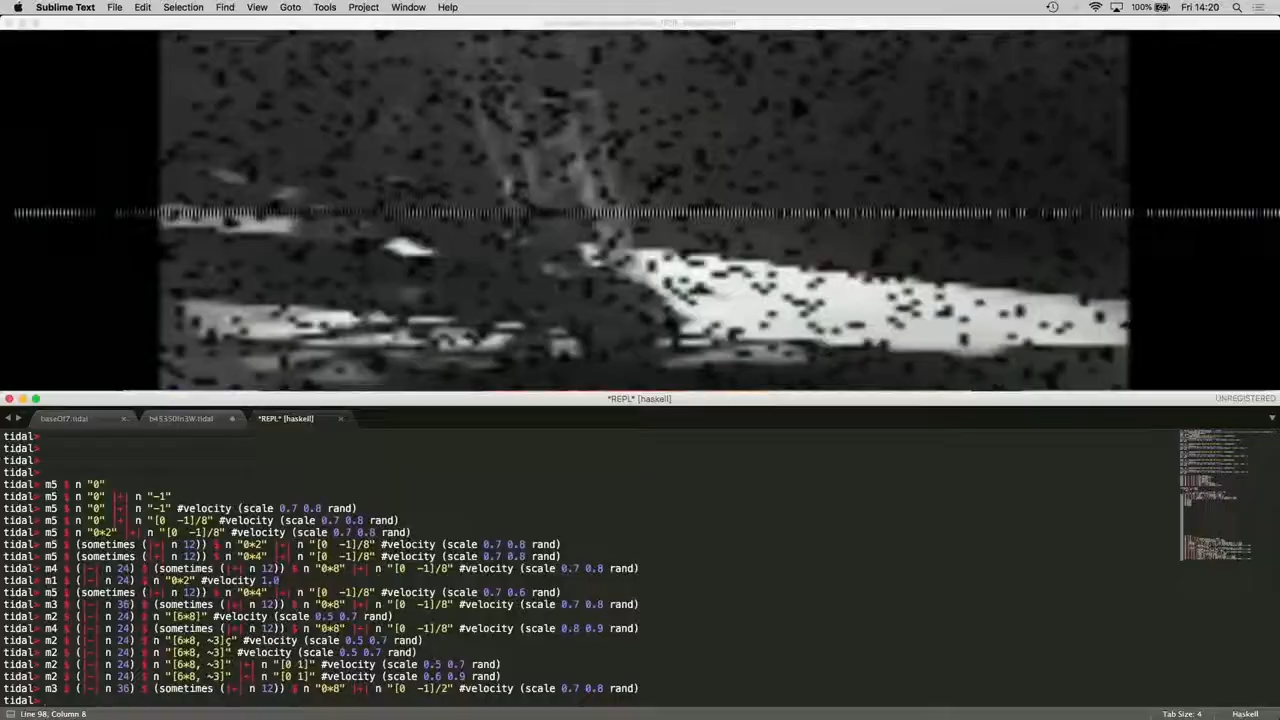 Sublime Text File Edit Selection Find View Goto Tools Project Window Help 100% Fri 14:20
*REPL* [haskell] UNREGISTERED
baseOf7.tidal b45350ln3W.tidal *REPL* [haskell]
tidal>
tidal>
tidal>
tidal>
tidal> m5 $ n "0"
tidal> m5 $ n "0" |+| n "-1"
tidal> m5 $ n "0" |+| n "-1" #velocity (scale 0.7 0.8 rand)
tidal> m5 $ n "0" |+| n "[0 -1]/8" #velocity (scale 0.7 0.8 rand)
tidal> m5 $ n "0*2" |+| n "[0 -1]/8" #velocity (scale 0.7 0.8 rand)
tidal> m5 $ (sometimes (|+| n 12)) $ n "0*2" |+| n "[0 -1]/8" #velocity (scale 0.7 0.8 rand)
tidal> m5 $ (sometimes (|+| n 12)) $ n "0*4" |+| n "[0 -1]/8" #velocity (scale 0.7 0.8 rand)
tidal> m4 $ (|-| n 24) $ (sometimes (|+| n 12)) $ n "0*8" |+| n "[0 -1]/8" #velocity (scale 0.7 0.8 rand)
tidal> m1 $ (|-| n 24) $ n "0*2" #velocity 1.0
tidal> m5 $ (sometimes (|+| n 12)) $ n "0*4" |+| n "[0 -1]/8" #velocity (scale 0.7 0.6 rand)
tidal> m3 $ (|-| n 36) $ (sometimes (|+| n 12)) $ n "0*8" |+| n "[0 -1]/8" #velocity (scale 0.7 0.8 rand)
tidal> m2 $ (|-| n 24) $ n "[6*8]" #velocity (scale 0.5 0.7 rand)
tidal> m4 $ (|-| n 24) $ (sometimes (|+| n 12)) $ n "0*8" |+| n "[0 -1]/8" #velocity (scale 0.8 0.9 rand)
tidal> m2 $ (|-| n 24) $ n "[6*8, ~3]ç" #velocity (scale 0.5 0.7 rand)
tidal> m2 $ (|-| n 24) $ n "[6*8, ~3]" #velocity (scale 0.5 0.7 rand)
tidal> m2 $ (|-| n 24) $ n "[6*8, ~3]" |+| n "[0 1]" #velocity (scale 0.5 0.7 rand)
tidal> m2 $ (|-| n 24) $ n "[6*8, ~3]" |+| n "[0 1]" #velocity (scale 0.6 0.9 rand)
tidal> m3 $ (|-| n 36) $ (sometimes (|+| n 12)) $ n "0*8" |+| n "[0 -1]/2" #velocity (scale 0.7 0.8 rand)
tidal>
Line 98, Column 8 Tab Size: 4 Haskell